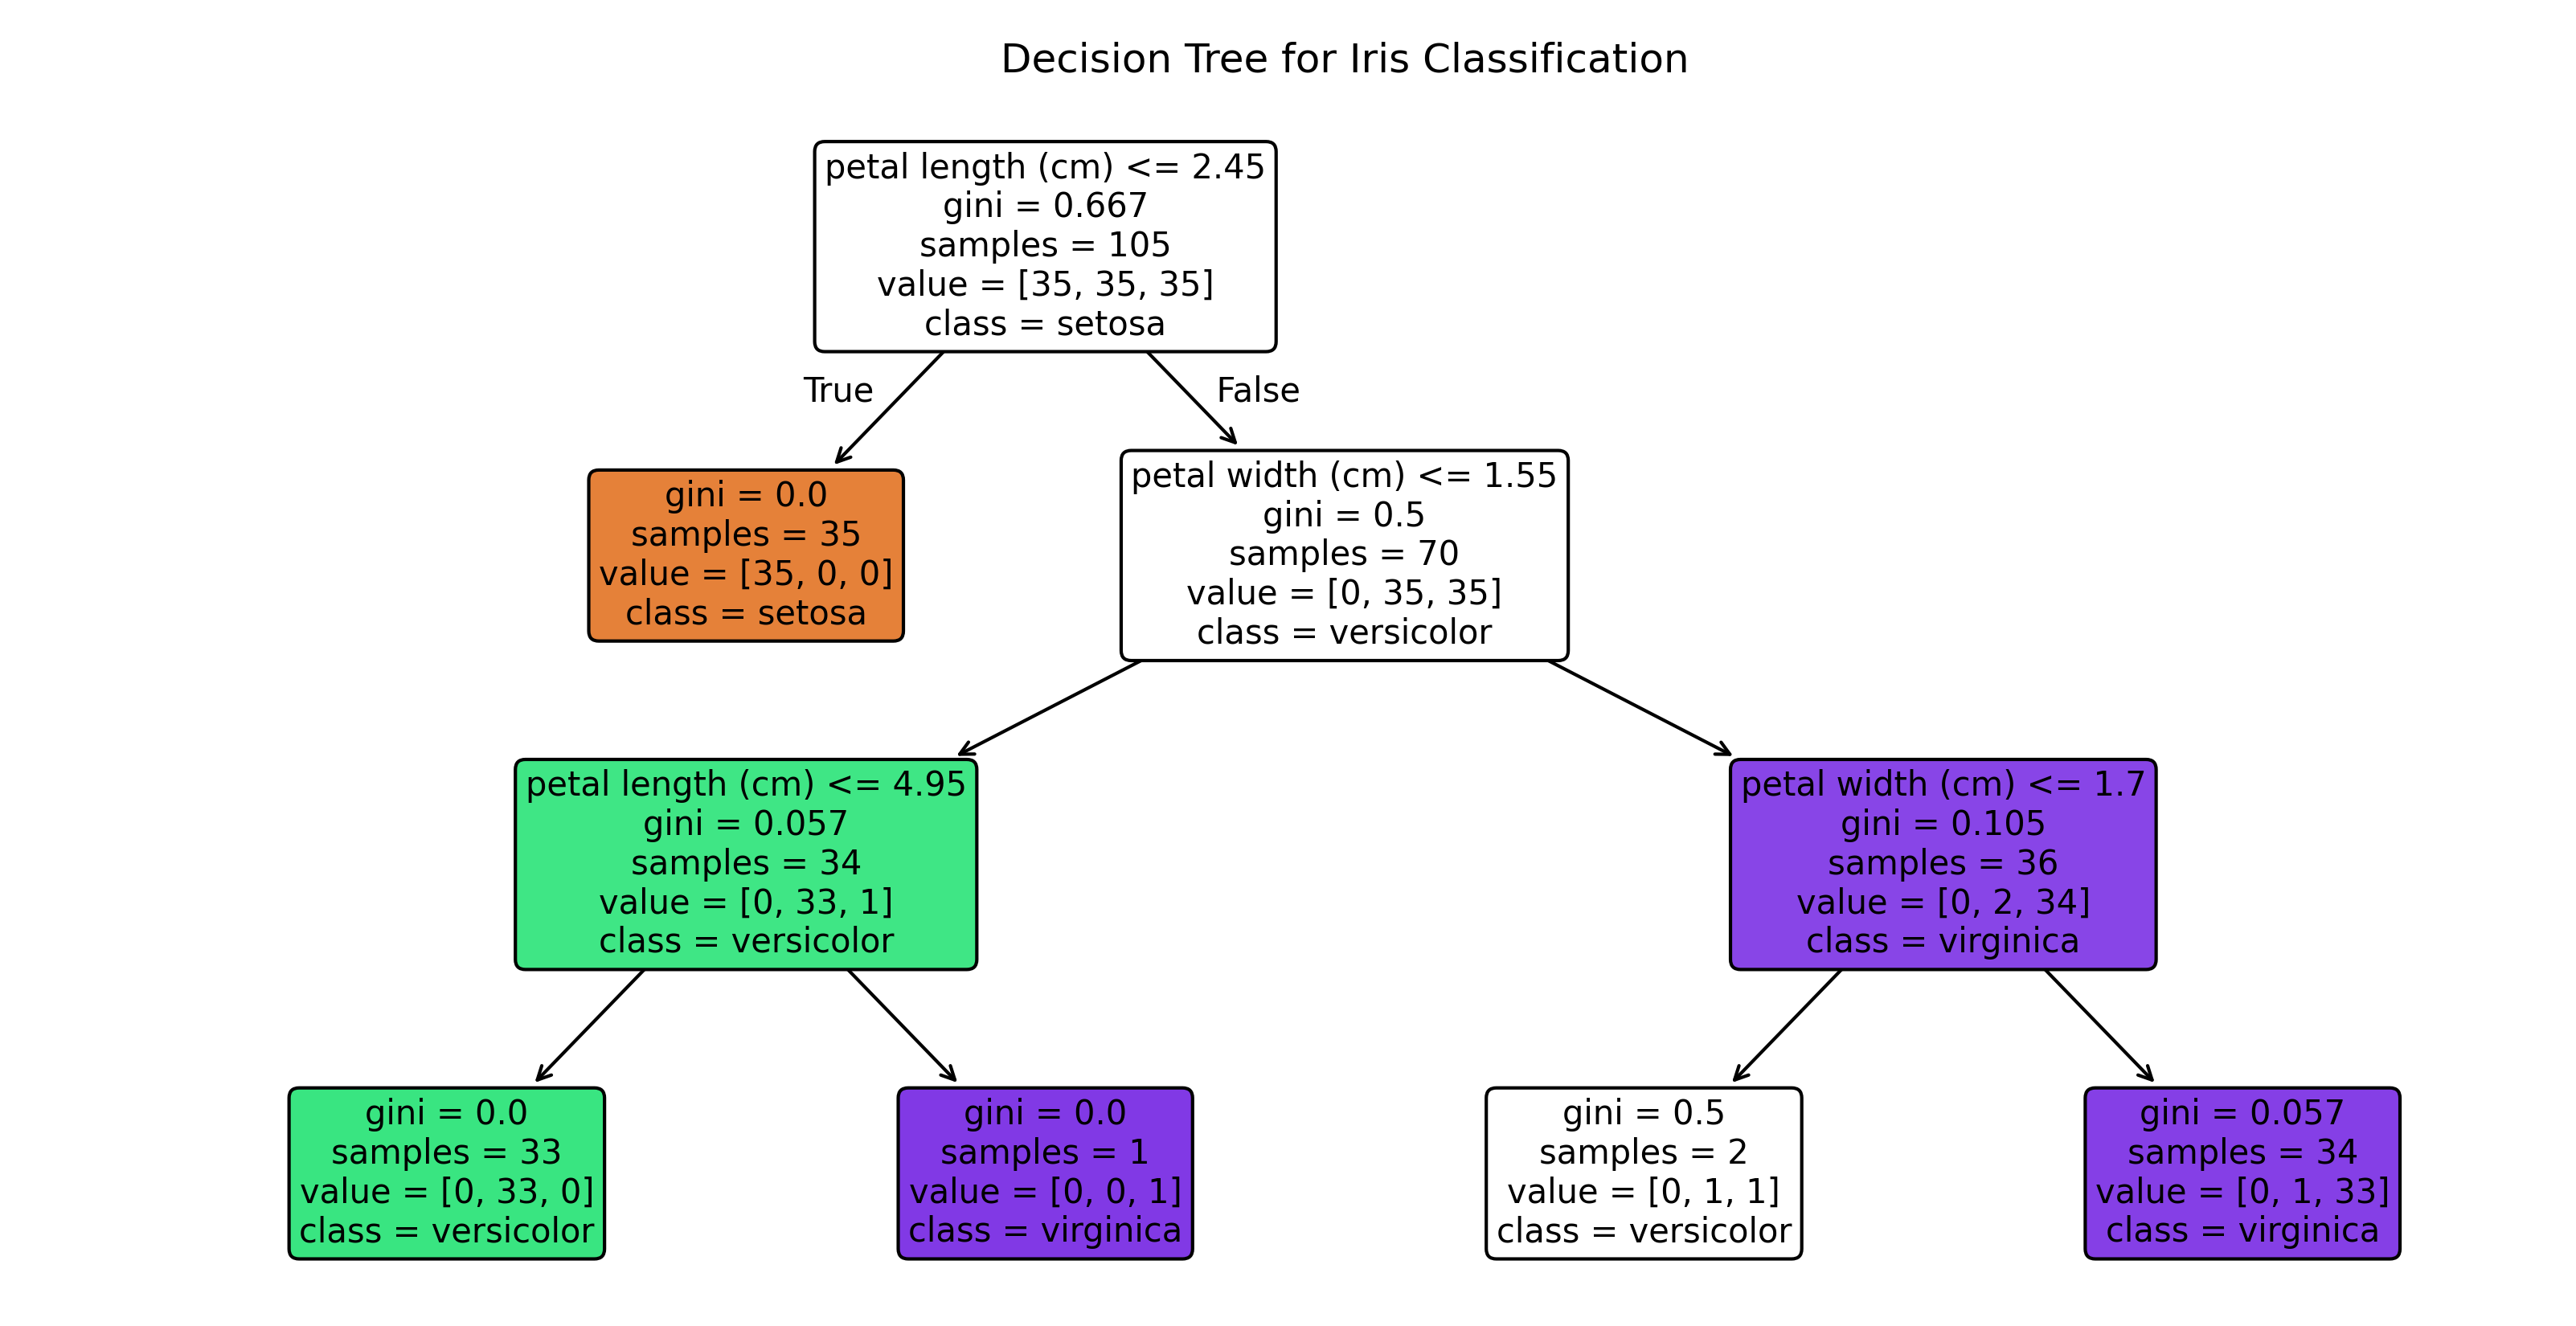 Decision Tree for Iris Classification
petal length (cm) <= 2.45
gini = 0.667
samples = 105
value = [35, 35, 35]
class = setosa
True
False
gini = 0.0
samples = 35
value = [35, 0, 0]
class = setosa
petal width (cm) <= 1.55
gini = 0.5
samples = 70
value = [0, 35, 35]
class = versicolor
petal length (cm) <= 4.95
gini = 0.057
samples = 34
value = [0, 33, 1]
class = versicolor
petal width (cm) <= 1.7
gini = 0.105
samples = 36
value = [0, 2, 34]
class = virginica
gini = 0.0
samples = 33
value = [0, 33, 0]
class = versicolor
gini = 0.0
samples = 1
value = [0, 0, 1]
class = virginica
gini = 0.5
samples = 2
value = [0, 1, 1]
class = versicolor
gini = 0.057
samples = 34
value = [0, 1, 33]
class = virginica